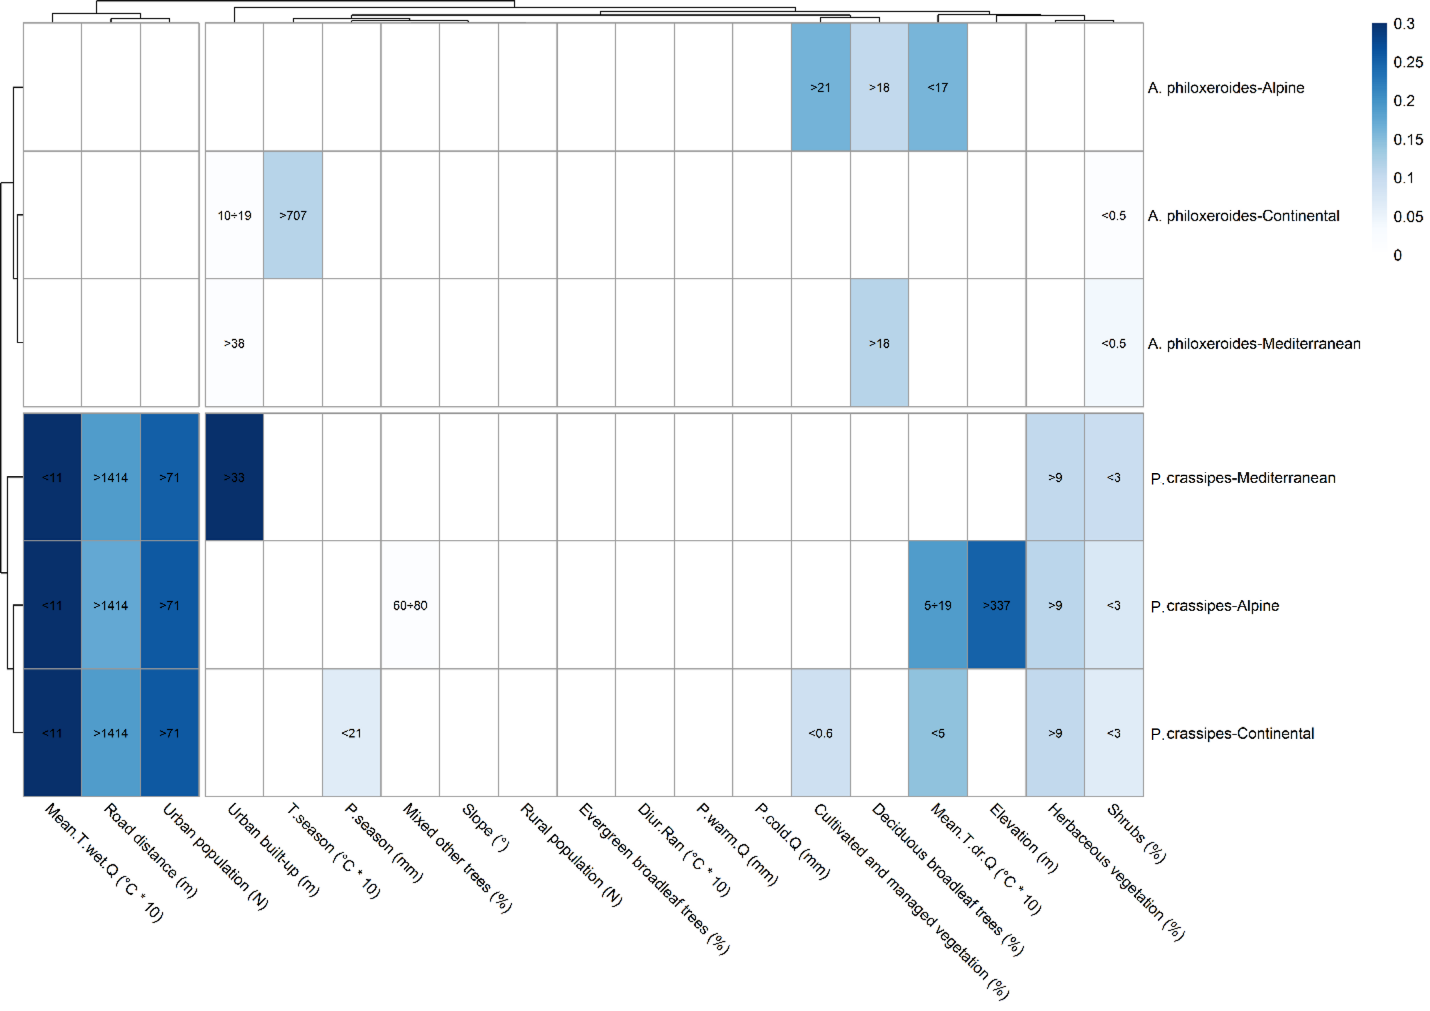 0.3
0.25
0.2
0.15
0.1
0.05
0
>21 >18 <17 A. philoxeroides-Alpine
10÷19 >707 <0.5 A. philoxeroides-Continental
>38 >18 <0.5 A. philoxeroides-Mediterranean
<11 >1414 >71 >33 >9 <3 P. crassipes-Mediterranean
<11 >1414 >71 60÷80 5÷19 >337 >9 <3 P. crassipes-Alpine
<11 >1414 >71 <21 <0.6 <5 >9 <3 P. crassipes-Continental
Mean.T.wet.Q (°C * 10)
Road distance (m)
Urban population (N)
Urban built-up (m)
T.season (°C * 10)
P.season (mm)
Mixed other trees (%)
Slope (°)
Rural population (N)
Evergreen broadleaf trees (%)
Diur.Ran (°C * 10)
P.warm.Q (mm)
P.cold.Q (mm)
Cultivated and managed vegetation (%)
Deciduous broadleaf trees (%)
Mean.T.dr.Q (°C * 10)
Elevation (m)
Herbaceous vegetation (%)
Shrubs (%)